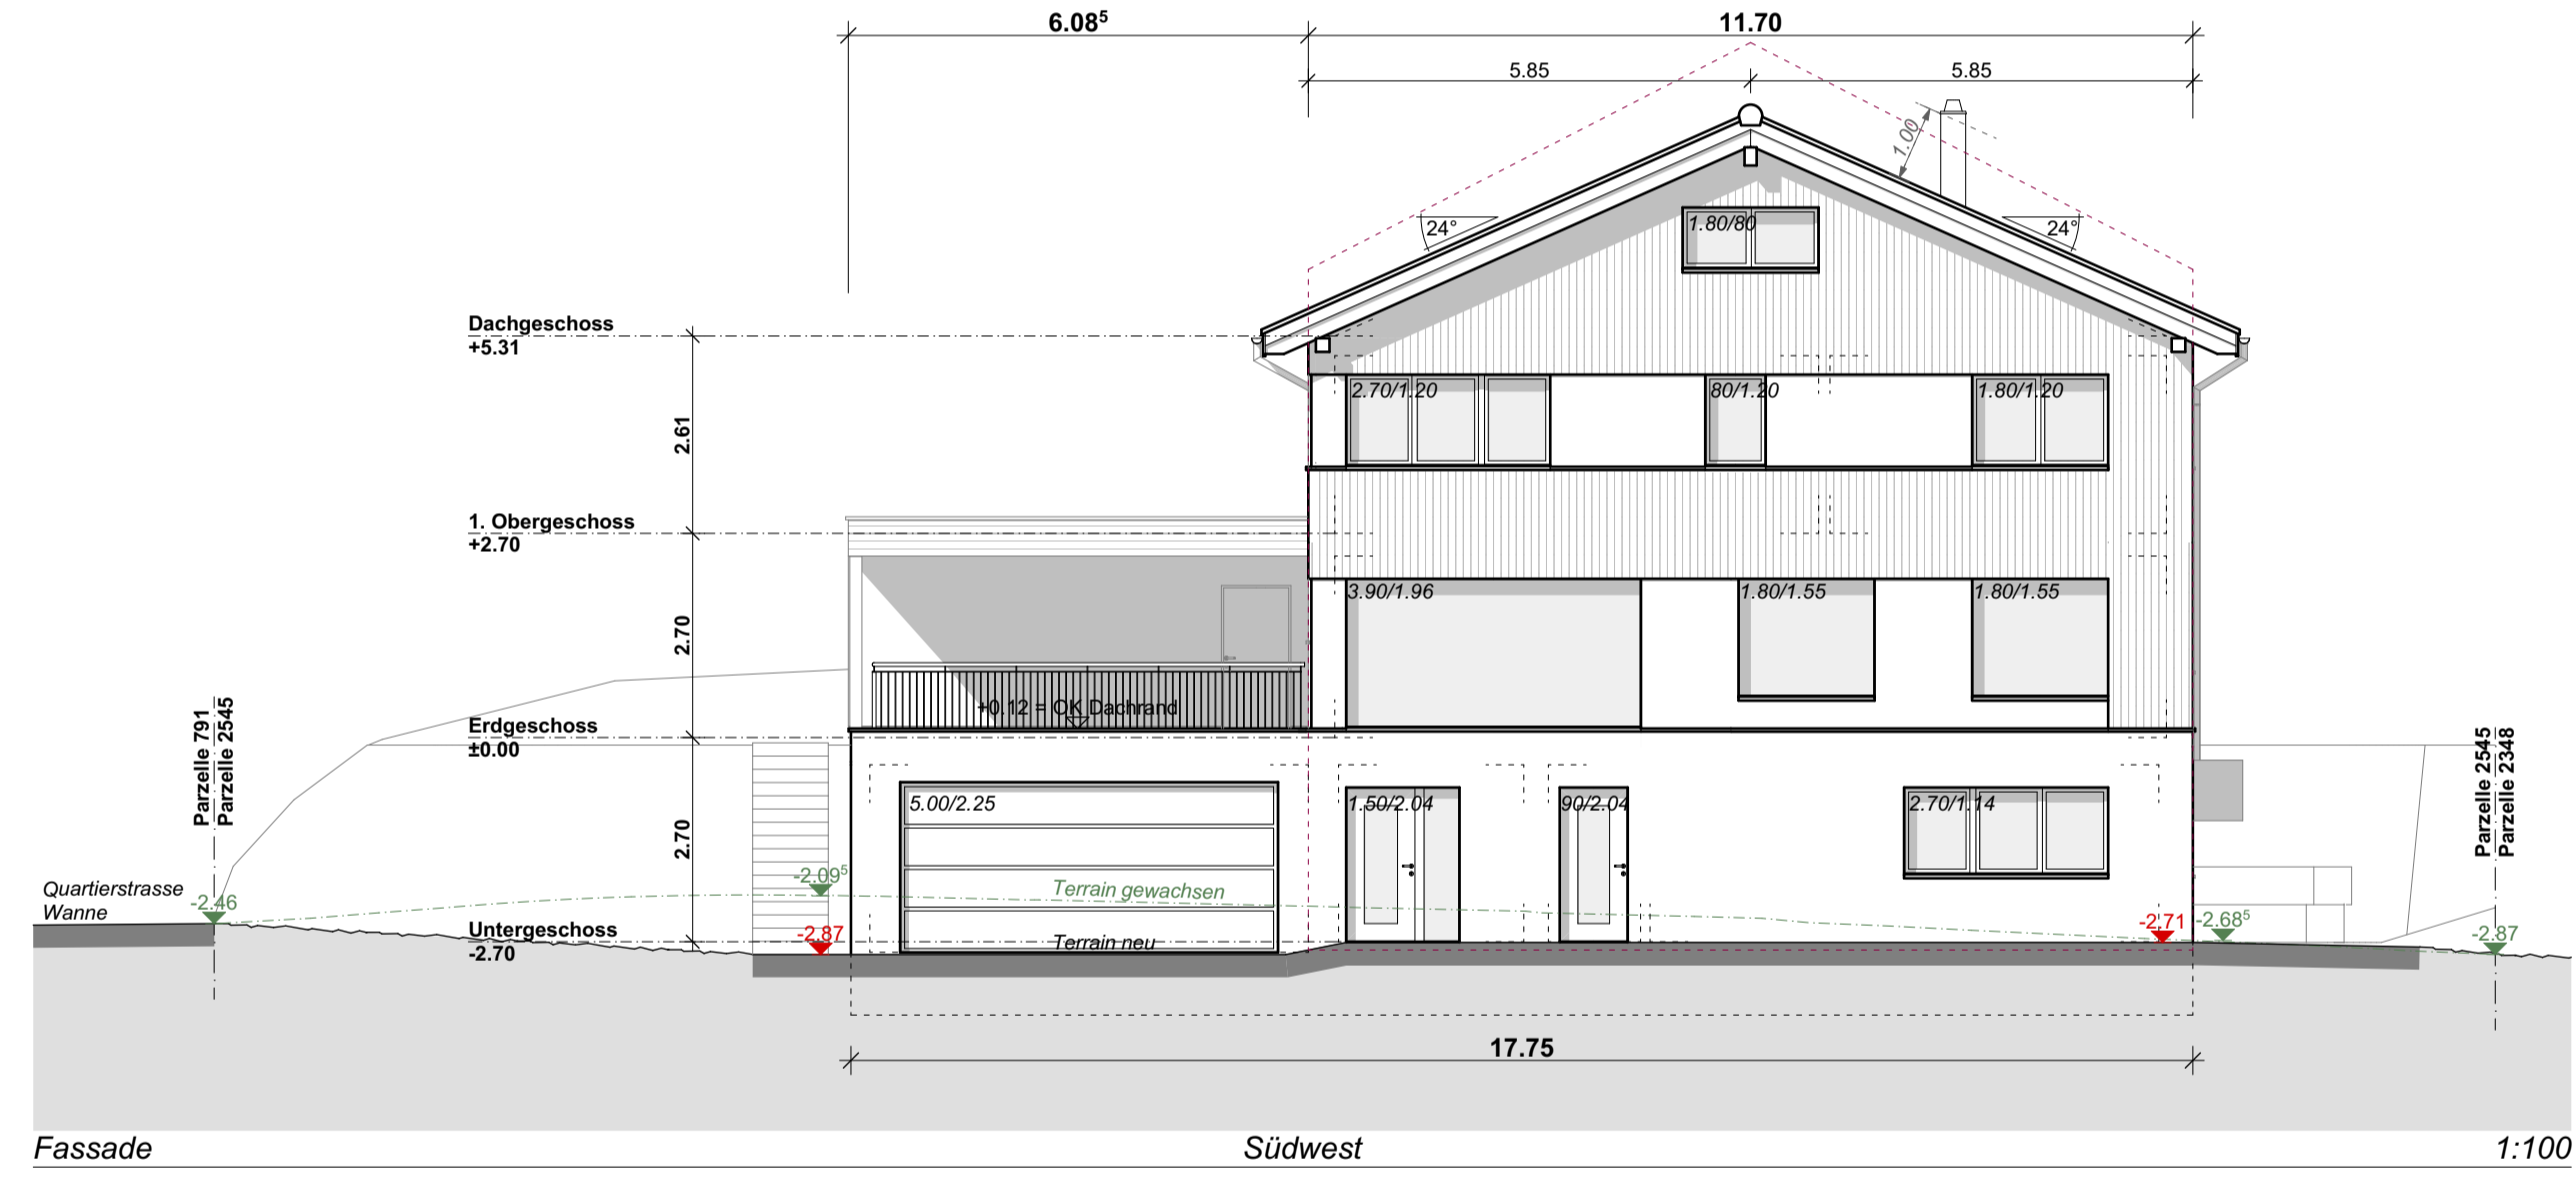 6.08⁵
11.70
5.85
5.85
1.00
24°
24°
1.80/80
Dachgeschoss
+5.31
2.70/1.20
80/1.20
1.80/1.20
2.61
1. Obergeschoss
+2.70
3.90/1.96
1.80/1.55
1.80/1.55
2.70
+0.12 = OK Dachrand
Erdgeschoss
±0.00
Parzelle 791
Parzelle 2545
Parzelle 2545
Parzelle 2348
5.00/2.25
1.50/2.04
90/2.04
2.70/1.14
2.70
-2.09⁵
Terrain gewachsen
Quartierstrasse
Wanne
-2.46
Untergeschoss
-2.70
-2.87
Terrain neu
-2.71
-2.68⁵
-2.87
17.75
Fassade
Südwest
1:100